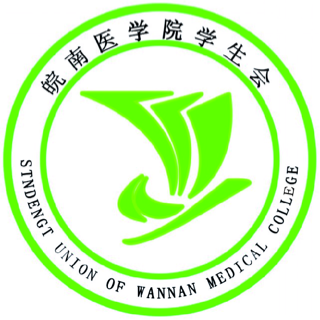 皖南医学院学生会
STNDENGT UNION OF WANNAN MEDICAL COLLEGE